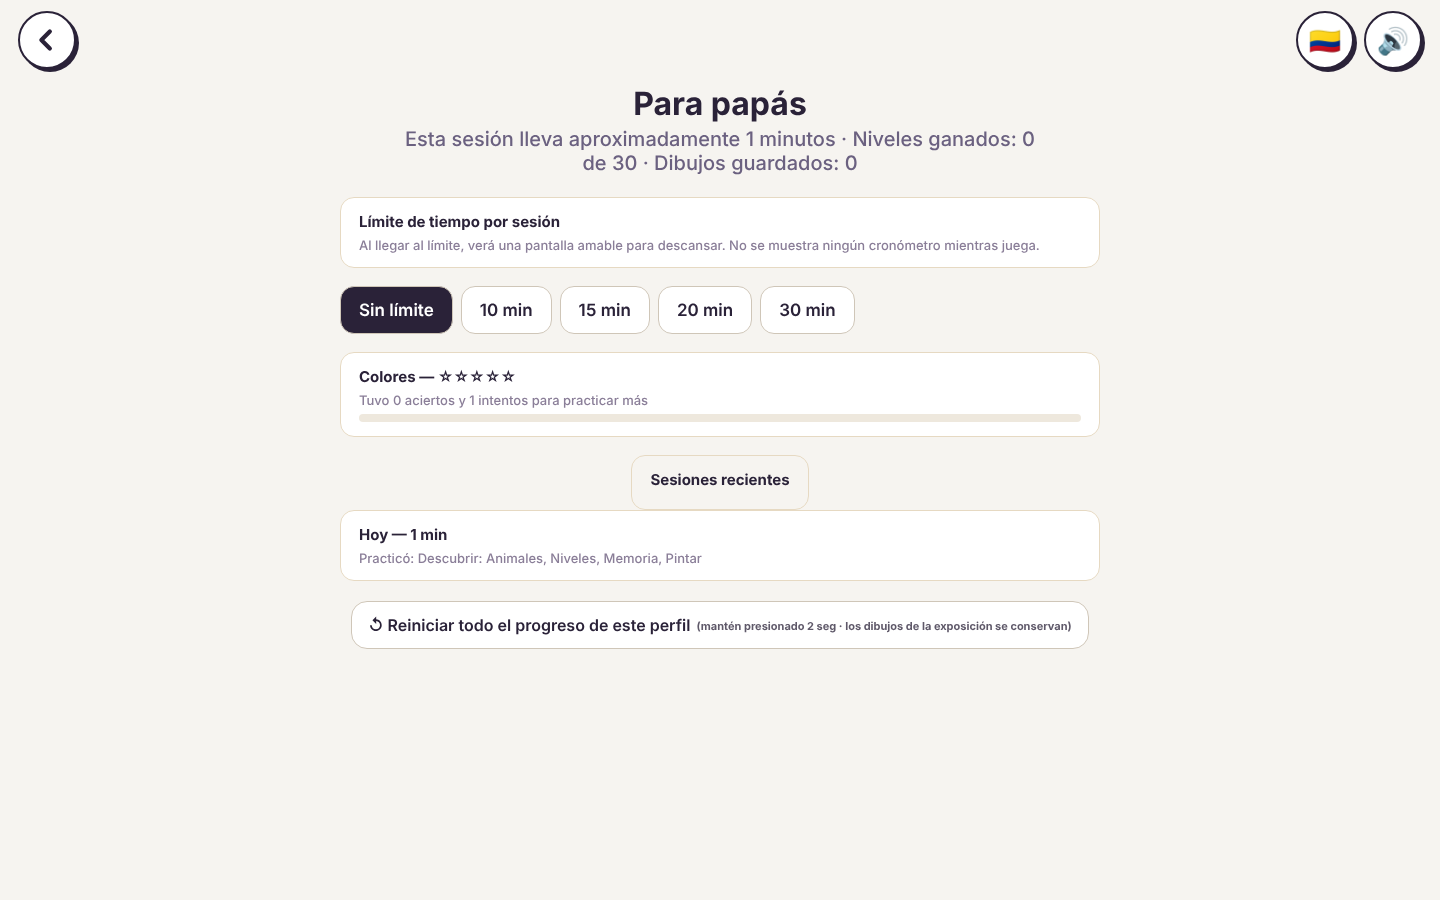 Para papás
Esta sesión lleva aproximadamente 1 minutos · Niveles ganados: 0
de 30 · Dibujos guardados: 0
Límite de tiempo por sesión
Al llegar al límite, verá una pantalla amable para descansar. No se muestra ningún cronómetro mientras juega.
Sin límite
10 min
15 min
20 min
30 min
Colores — ☆☆☆☆☆
Tuvo 0 aciertos y 1 intentos para practicar más
Sesiones recientes
Hoy — 1 min
Practicó: Descubrir: Animales, Niveles, Memoria, Pintar
↺ Reiniciar todo el progreso de este perfil (mantén presionado 2 seg · los dibujos de la exposición se conservan)